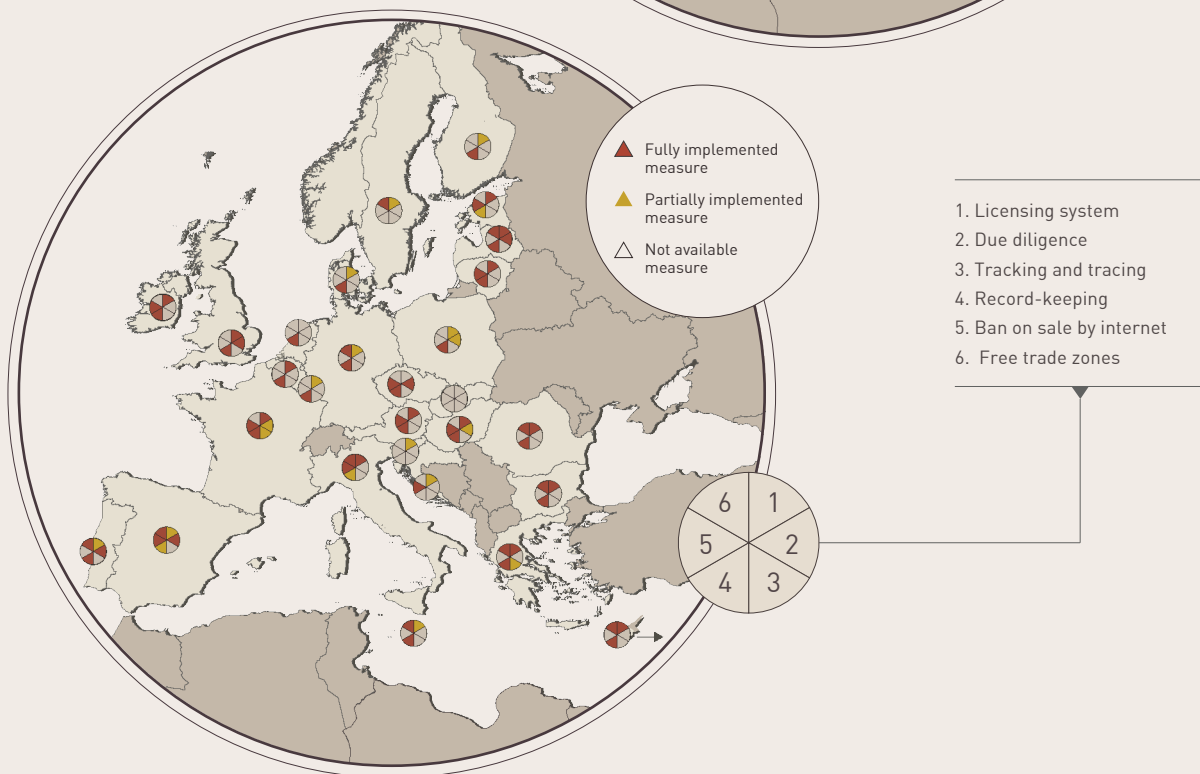 Fully implemented
measure
Partially implemented
measure
Not available
measure
1. Licensing system
2. Due diligence
3. Tracking and tracing
4. Record-keeping
5. Ban on sale by internet
6. Free trade zones
6 1
5 2
4 3